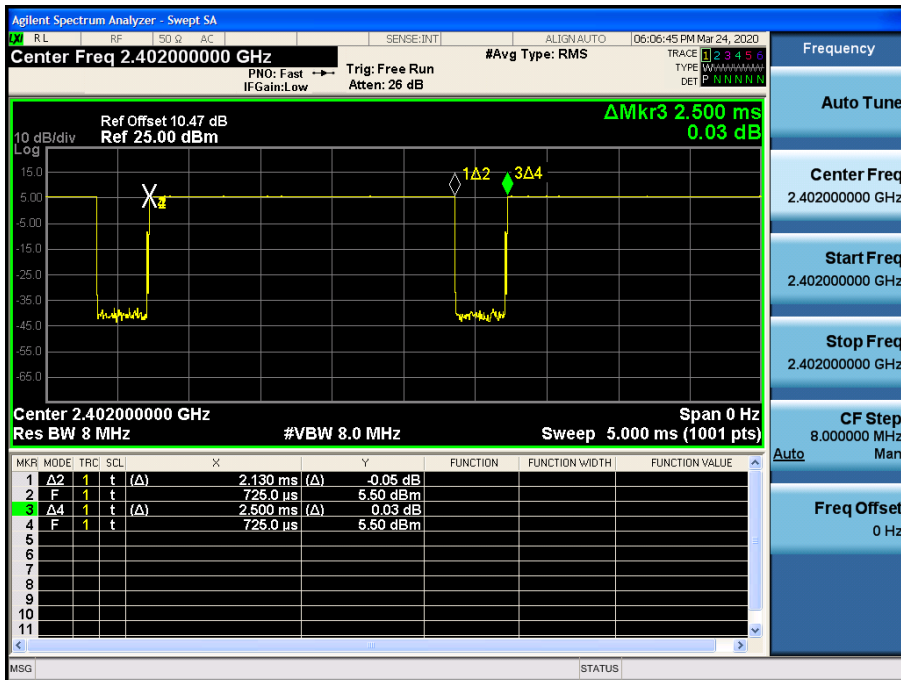 Agilent Spectrum Analyzer - Swept SA
LXI RL RF 50 Ω AC SENSE:INT ALIGN AUTO 06:06:45 PM Mar 24, 2020
Center Freq 2.402000000 GHz #Avg Type: RMS TRACE 1 2 3 4 5 6
PNO: Fast Trig: Free Run TYPE WWWWWW
IFGain:Low Atten: 26 dB DET P N N N N N
ΔMkr3 2.500 ms
0.03 dB
Ref Offset 10.47 dB
10 dB/div Ref 25.00 dBm
Log
15.0
5.00
-5.00
-15.0
-25.0
-35.0
-45.0
-55.0
-65.0
1Δ2 3Δ4
Center 2.402000000 GHz Span 0 Hz
Res BW 8 MHz #VBW 8.0 MHz Sweep 5.000 ms (1001 pts)
MKR MODE TRC SCL X Y FUNCTION FUNCTION WIDTH FUNCTION VALUE
1 Δ2 1 t (Δ) 2.130 ms (Δ) -0.05 dB
2 F 1 t 725.0 µs 5.50 dBm
3 Δ4 1 t (Δ) 2.500 ms (Δ) 0.03 dB
4 F 1 t 725.0 µs 5.50 dBm
5
6
7
8
9
10
11
MSG STATUS
Frequency
Auto Tune
Center Freq
2.402000000 GHz
Start Freq
2.402000000 GHz
Stop Freq
2.402000000 GHz
CF Step
8.000000 MHz
Auto Man
Freq Offset
0 Hz